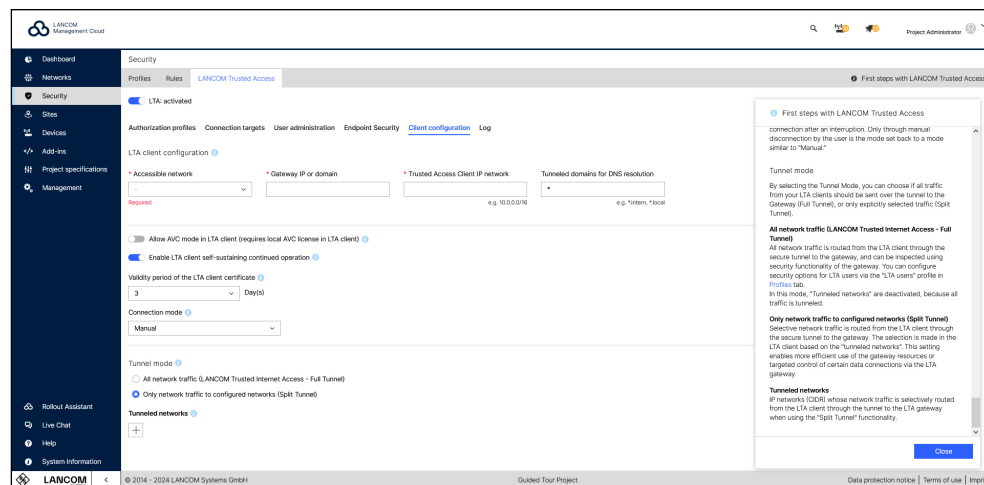 LANCOM
Management Cloud
Project Administrator
Dashboard
Networks
Security
Sites
Devices
Add-ins
Project specifications
Management
Rollout Assistant
Live Chat
Help
System Information
LANCOM
Security
Profiles Rules LANCOM Trusted Access
First steps with LANCOM Trusted Access
LTA: activated
Authorization profiles Connection targets User administration Endpoint Security Client configuration Log
LTA client configuration
* Accessible network * Gateway IP or domain * Trusted Access Client IP network Tunneled domains for DNS resolution
- *
Required e.g. 10.0.0.0/16 e.g. *.intern, *.local
Allow AVC mode in LTA client (requires local AVC license in LTA client)
Enable LTA client self-sustaining continued operation
Validity period of the LTA client certificate
3 Day(s)
Connection mode
Manual
Tunnel mode
All network traffic (LANCOM Trusted Internet Access - Full Tunnel)
Only network traffic to configured networks (Split Tunnel)
Tunneled networks
First steps with LANCOM Trusted Access
connection after an interruption. Only through manual
disconnection by the user is the mode set back to a mode
similar to "Manual."
Tunnel mode
By selecting the Tunnel Mode, you can choose if all traffic
from your LTA clients should be sent over the tunnel to the
Gateway (Full Tunnel), or only explicitly selected traffic (Split
Tunnel).
All network traffic (LANCOM Trusted Internet Access - Full
Tunnel)
All network traffic is routed from the LTA client through the
secure tunnel to the gateway, and can be inspected using
security functionality of the gateway. You can configure
security options for LTA users via the "LTA users" profile in
Profiles tab.
In this mode, "Tunneled networks" are deactivated, because all
traffic is tunneled.
Only network traffic to configured networks (Split Tunnel)
Selective network traffic is routed from the LTA client through
the secure tunnel to the gateway. The selection is made in the
LTA client based on the "tunneled networks". This setting
enables more efficient use of the gateway resources or
targeted control of certain data connections via the LTA
gateway.
Tunneled networks
IP networks (CIDR) whose network traffic is selectively routed
from the LTA client through the tunnel to the LTA gateway
when using the "Split Tunnel" functionality.
Close
© 2014 - 2024 LANCOM Systems GmbH Guided Tour Project Data protection notice | Terms of use | Impri